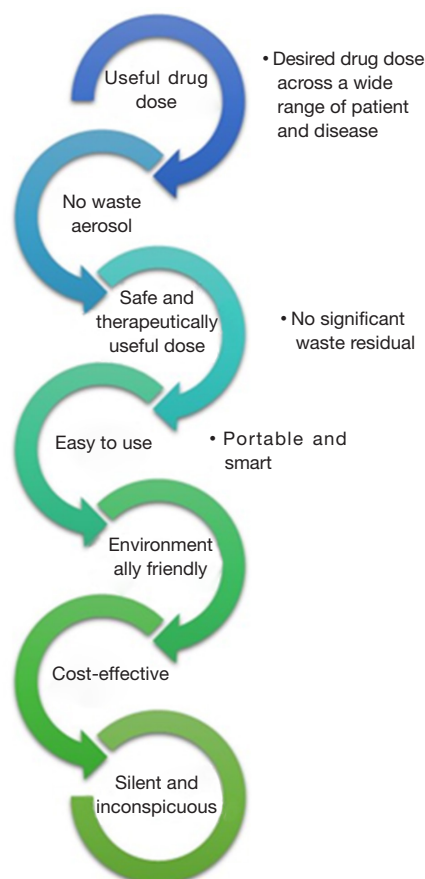 Useful drug
dose
• Desired drug dose
across a wide
range of patient
and disease
No waste
aerosol
Safe and
therapeutically
useful dose
• No significant
waste residual
Easy to use
• Portable and
smart
Environment
ally friendly
Cost-effective
Silent and
inconspicuous